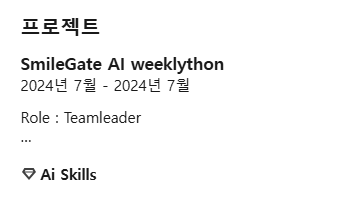 프로젝트
SmileGate AI weeklython
2024년 7월 - 2024년 7월
Role : Teamleader
...
Ai Skills